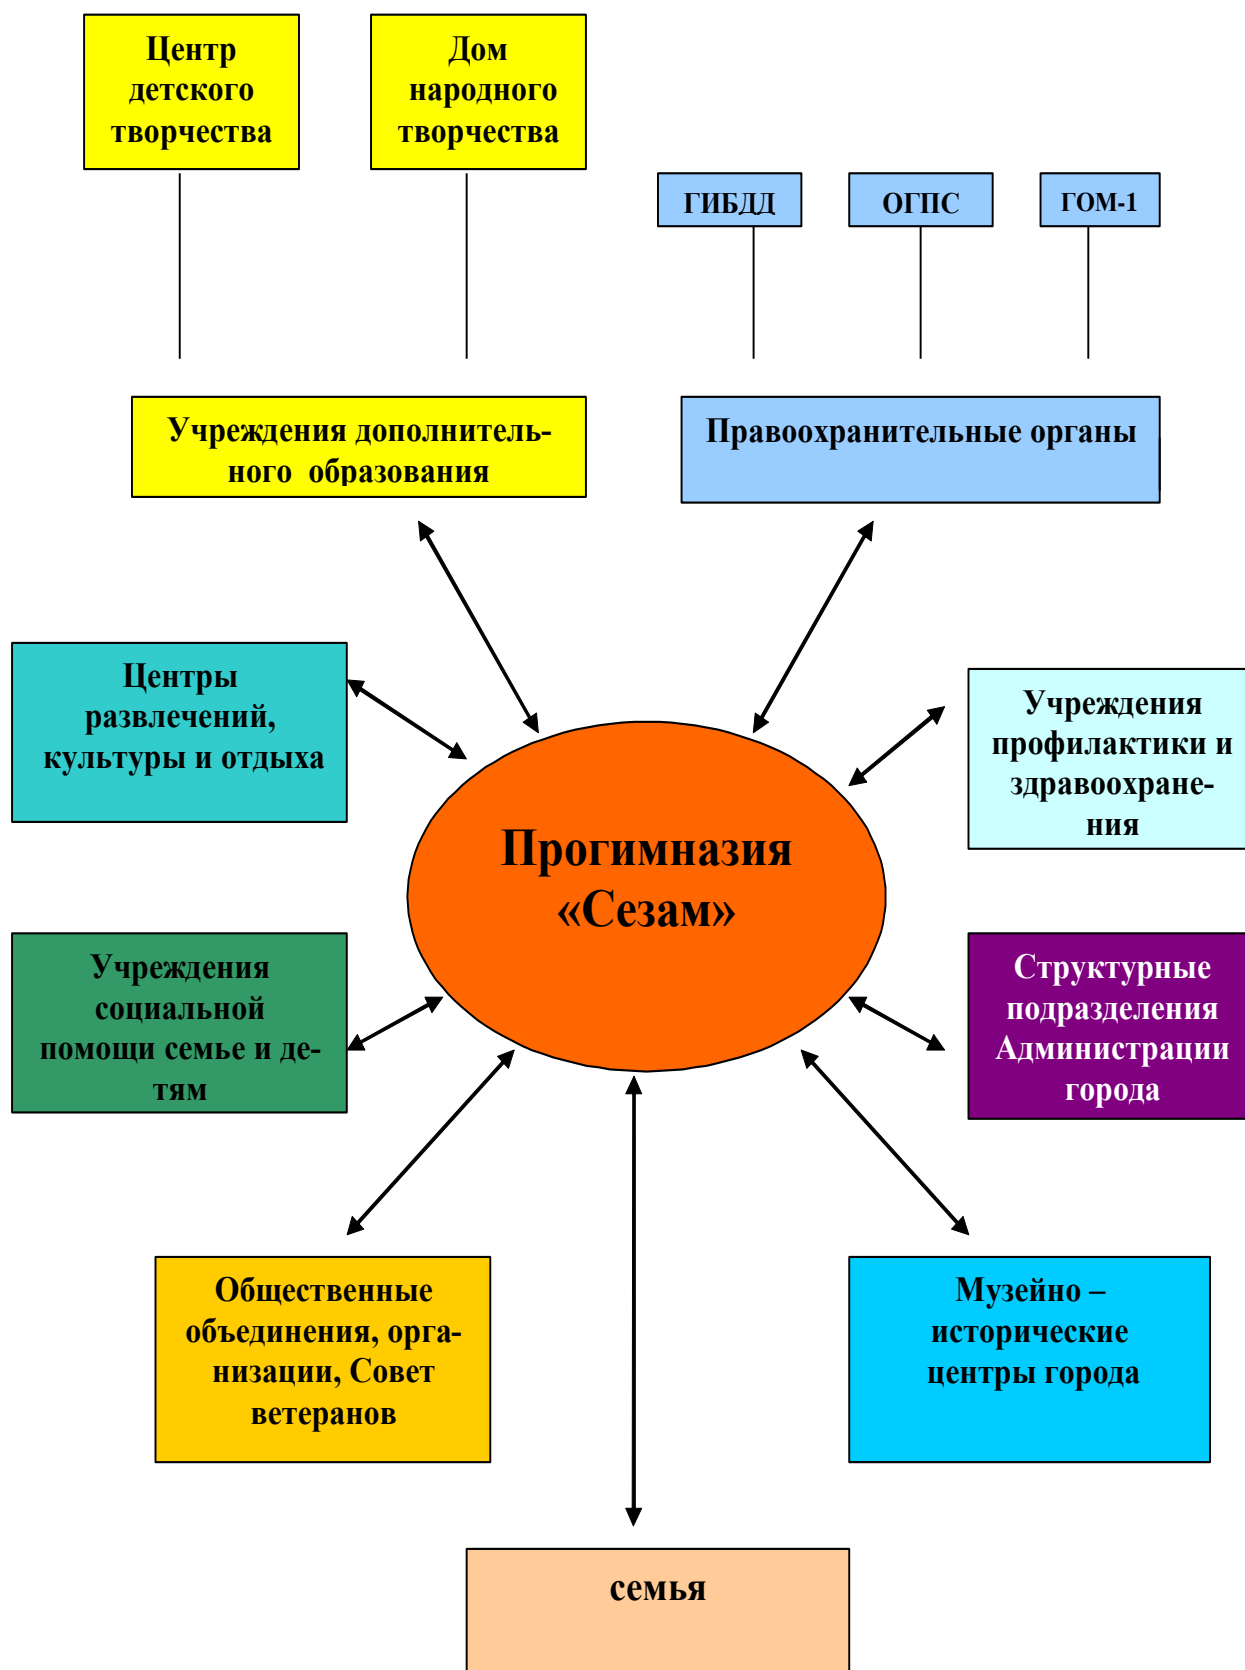 Центр
детского
творчества
Дом
народного
творчества
ГИБДД
ОГПС
ГОМ-1
Учреждения дополнитель-
ного образования
Правоохранительные органы
Центры
развлечений,
культуры и отдыха
Учреждения
профилактики и
здравоохране-
ния
Прогимназия
«Сезам»
Учреждения
социальной
помощи семье и де-
тям
Структурные
подразделения
Администрации
города
Общественные
объединения, орга-
низации, Совет
ветеранов
Музейно –
исторические
центры города
семья